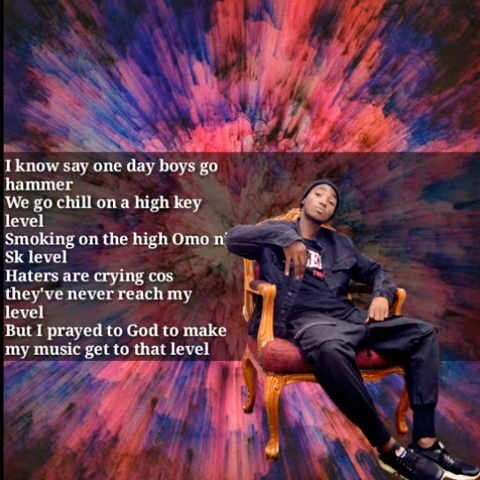 I know say one day boys go
hammer
We go chill on a high key
level
Smoking on the high Omo ni
Sk level
Haters are crying cos
they've never reach my
level
But I prayed to God to make
my music get to that level